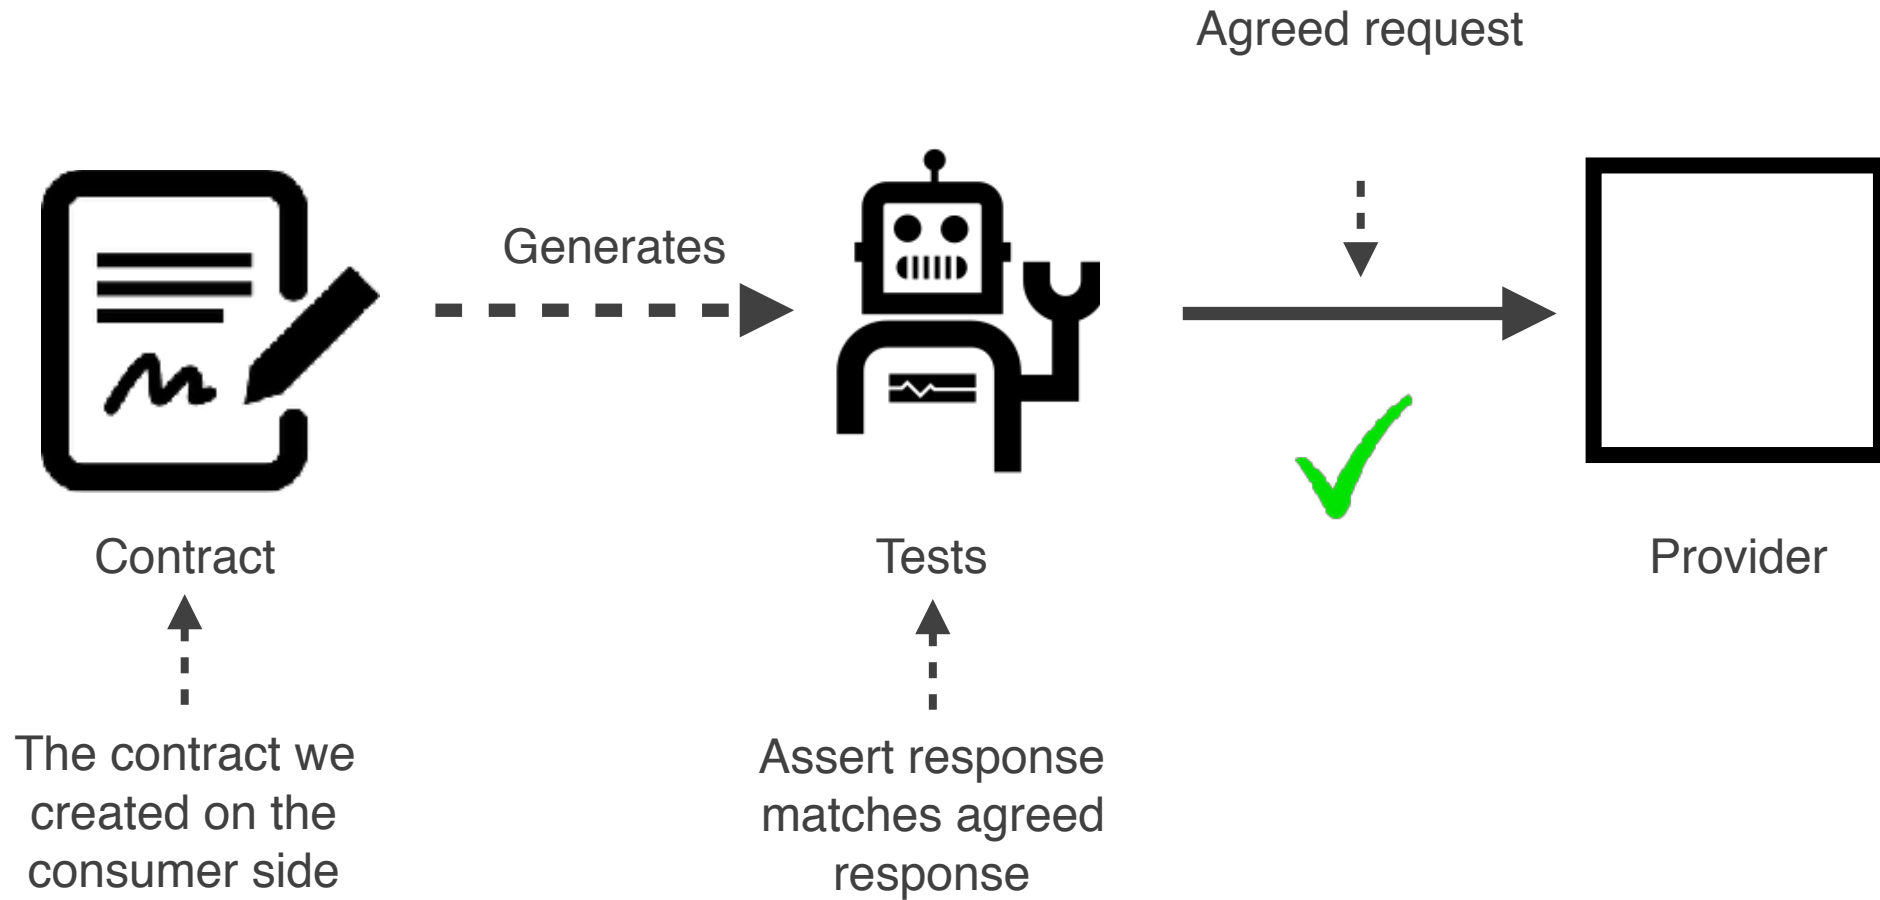 Agreed request
Generates
Contract
Tests
Provider
The contract we
created on the
consumer side
Assert response
matches agreed
response